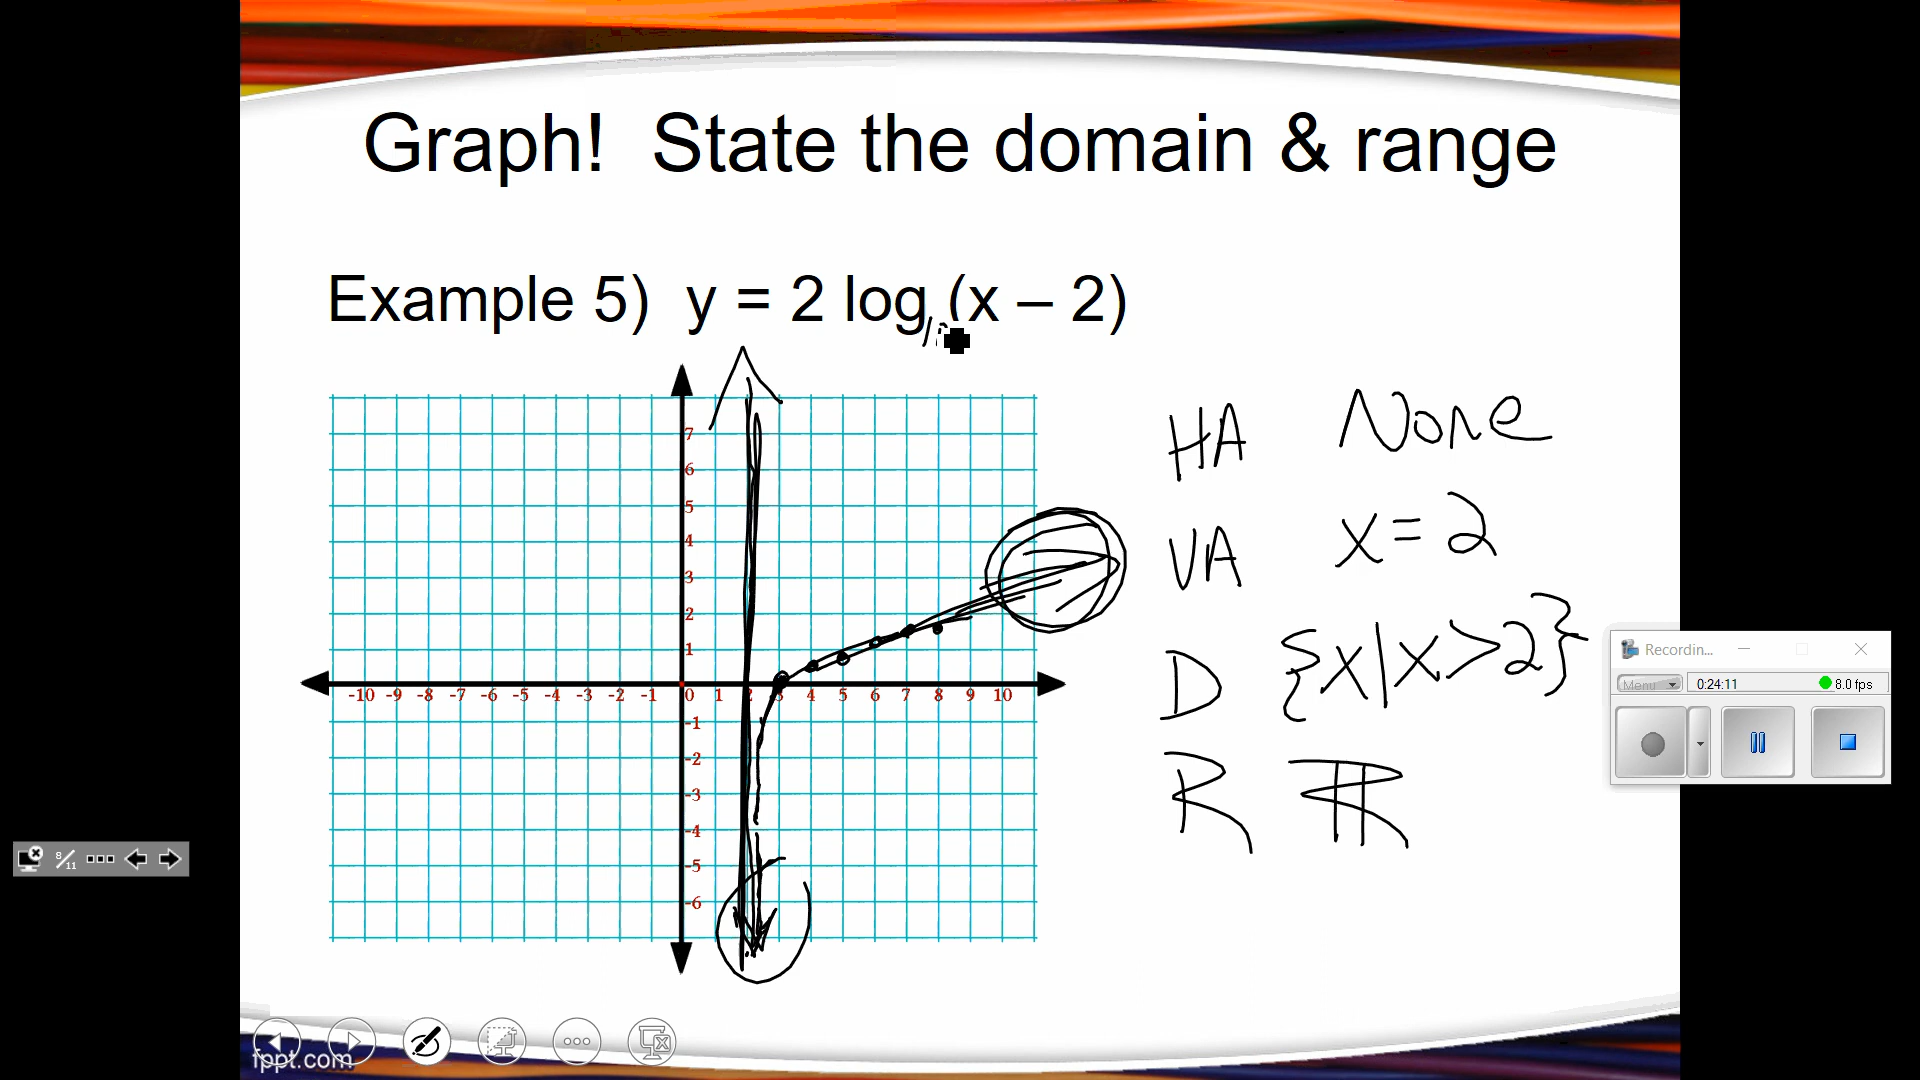 Graph! State the domain & range
Example 5) y = 2 log (x – 2)
7
6
5
4
3
2
1
-10 -9 -8 -7 -6 -5 -4 -3 -2 -1 0 1 2 3 4 5 6 7 8 9 10
-1
-2
-3
-4
-5
-6
HA None
VA x = 2
D {x|x>2}
R ℝ
Recordin...
Menu 0:24:11 8.0 fps
8/11
fppt.com